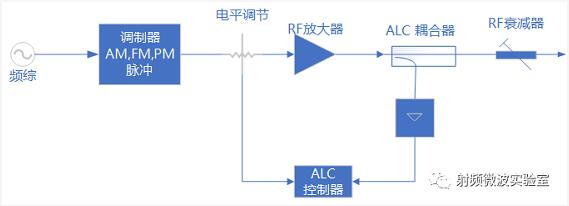 频综
调制器
AM,FM,PM
脉冲
电平调节
RF放大器
ALC 耦合器
RF衰减器
ALC
控制器
射频微波实验室